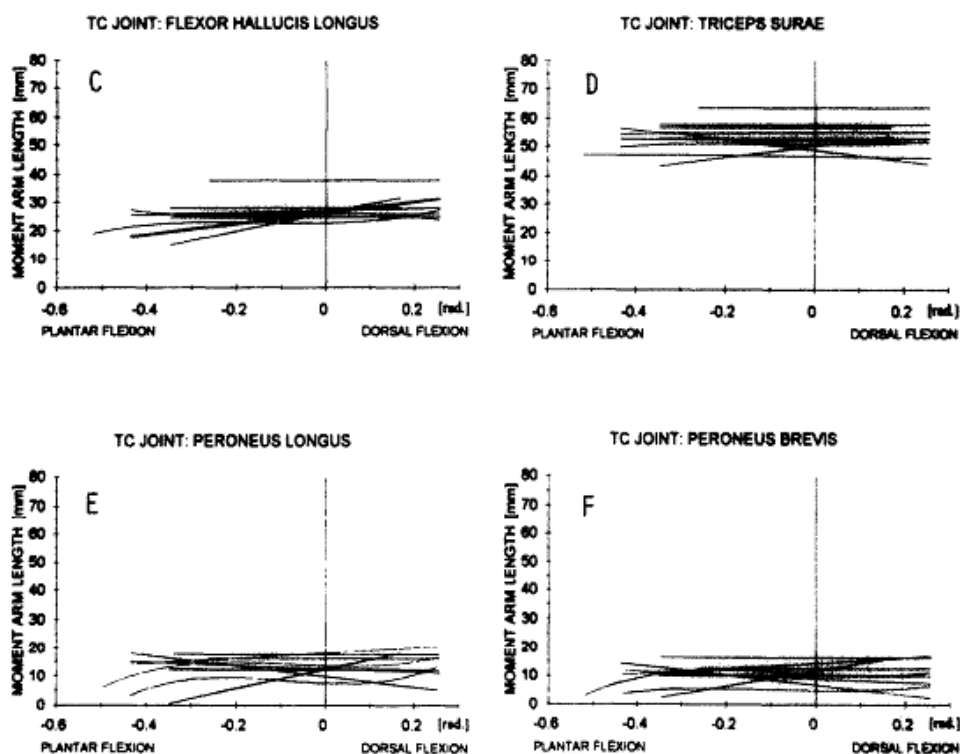 TC JOINT: FLEXOR HALLUCIS LONGUS
C
MOMENT ARM LENGTH [mm]
80
70
60
50
40
30
20
10
0
-0.6 -0.4 -0.2 0 0.2 [rad.]
PLANTAR FLEXION DORSAL FLEXION
TC JOINT: TRICEPS SURAE
D
MOMENT ARM LENGTH [mm]
80
70
60
50
40
30
20
10
0
-0.6 -0.4 -0.2 0 0.2 [rad.]
PLANTAR FLEXION DORSAL FLEXION
TC JOINT: PERONEUS LONGUS
E
MOMENT ARM LENGTH [mm]
80
70
60
50
40
30
20
10
0
-0.6 -0.4 -0.2 0 0.2 [rad.]
PLANTAR FLEXION DORSAL FLEXION
TC JOINT: PERONEUS BREVIS
F
MOMENT ARM LENGTH [mm]
80
70
60
50
40
30
20
10
0
-0.6 -0.4 -0.2 0 0.2 [rad.]
PLANTAR FLEXION DORSAL FLEXION